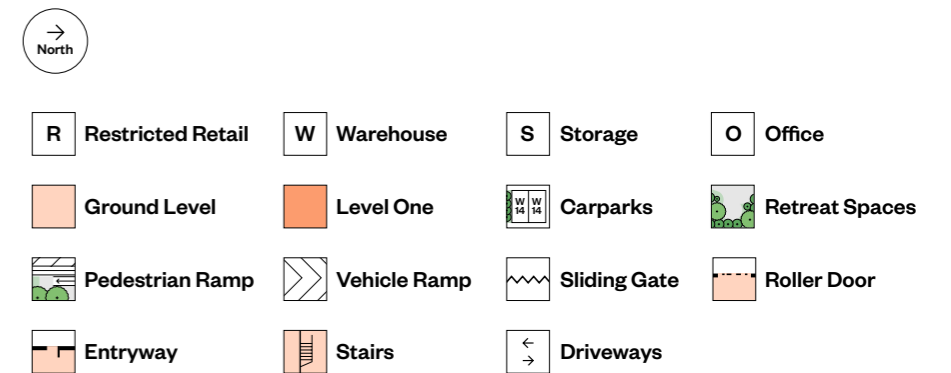 North
R Restricted Retail W Warehouse S Storage O Office
Ground Level Level One W 14 W 14 Carparks Retreat Spaces
Pedestrian Ramp Vehicle Ramp Sliding Gate Roller Door
Entryway Stairs Driveways